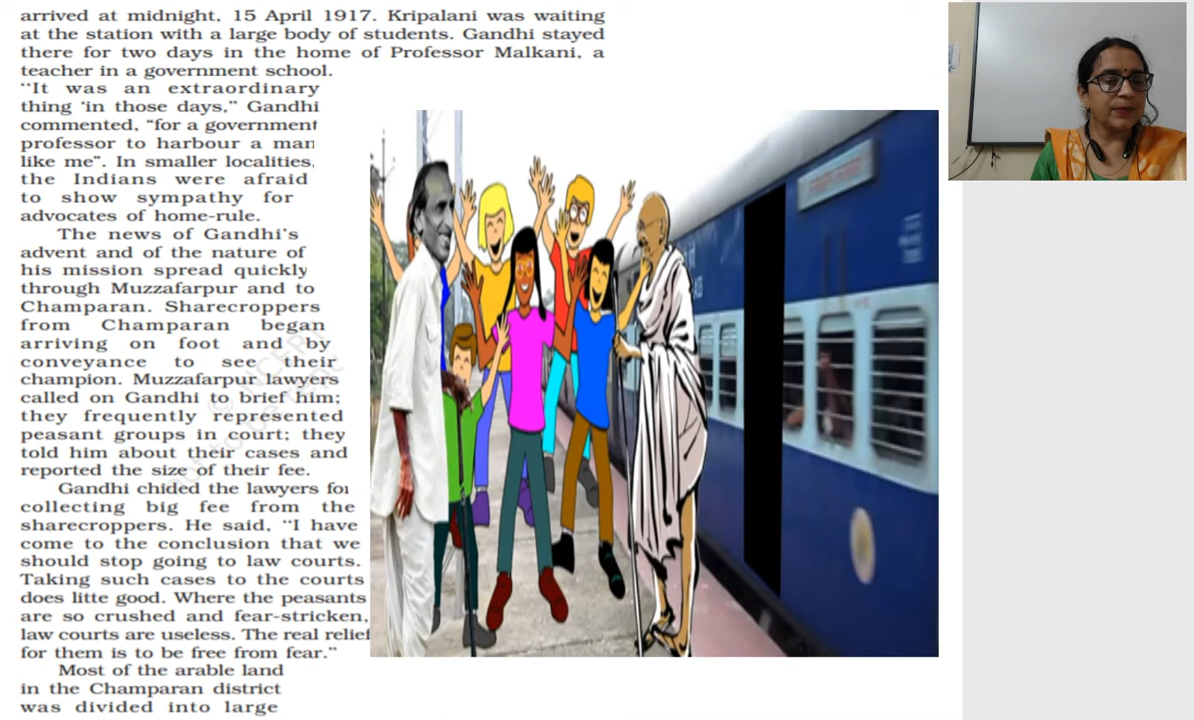 arrived at midnight, 15 April 1917. Kripalani was waiting
at the station with a large body of students. Gandhi stayed
there for two days in the home of Professor Malkani, a
teacher in a government school.
“It was an extraordinary
thing ‘in those days,” Gandhi
commented, “for a government
professor to harbour a man
like me”. In smaller localities,
the Indians were afraid
to show sympathy for
advocates of home-rule.
The news of Gandhi’s
advent and of the nature of
his mission spread quickly
through Muzzafarpur and to
Champaran. Sharecroppers
from Champaran began
arriving on foot and by
conveyance to see their
champion. Muzzafarpur lawyers
called on Gandhi to brief him;
they frequently represented
peasant groups in court; they
told him about their cases and
reported the size of their fee.
Gandhi chided the lawyers for
collecting big fee from the
sharecroppers. He said, “I have
come to the conclusion that we
should stop going to law courts.
Taking such cases to the courts
does litte good. Where the peasants
are so crushed and fear-stricken,
law courts are useless. The real relief
for them is to be free from fear.”
Most of the arable land
in the Champaran district
was divided into large